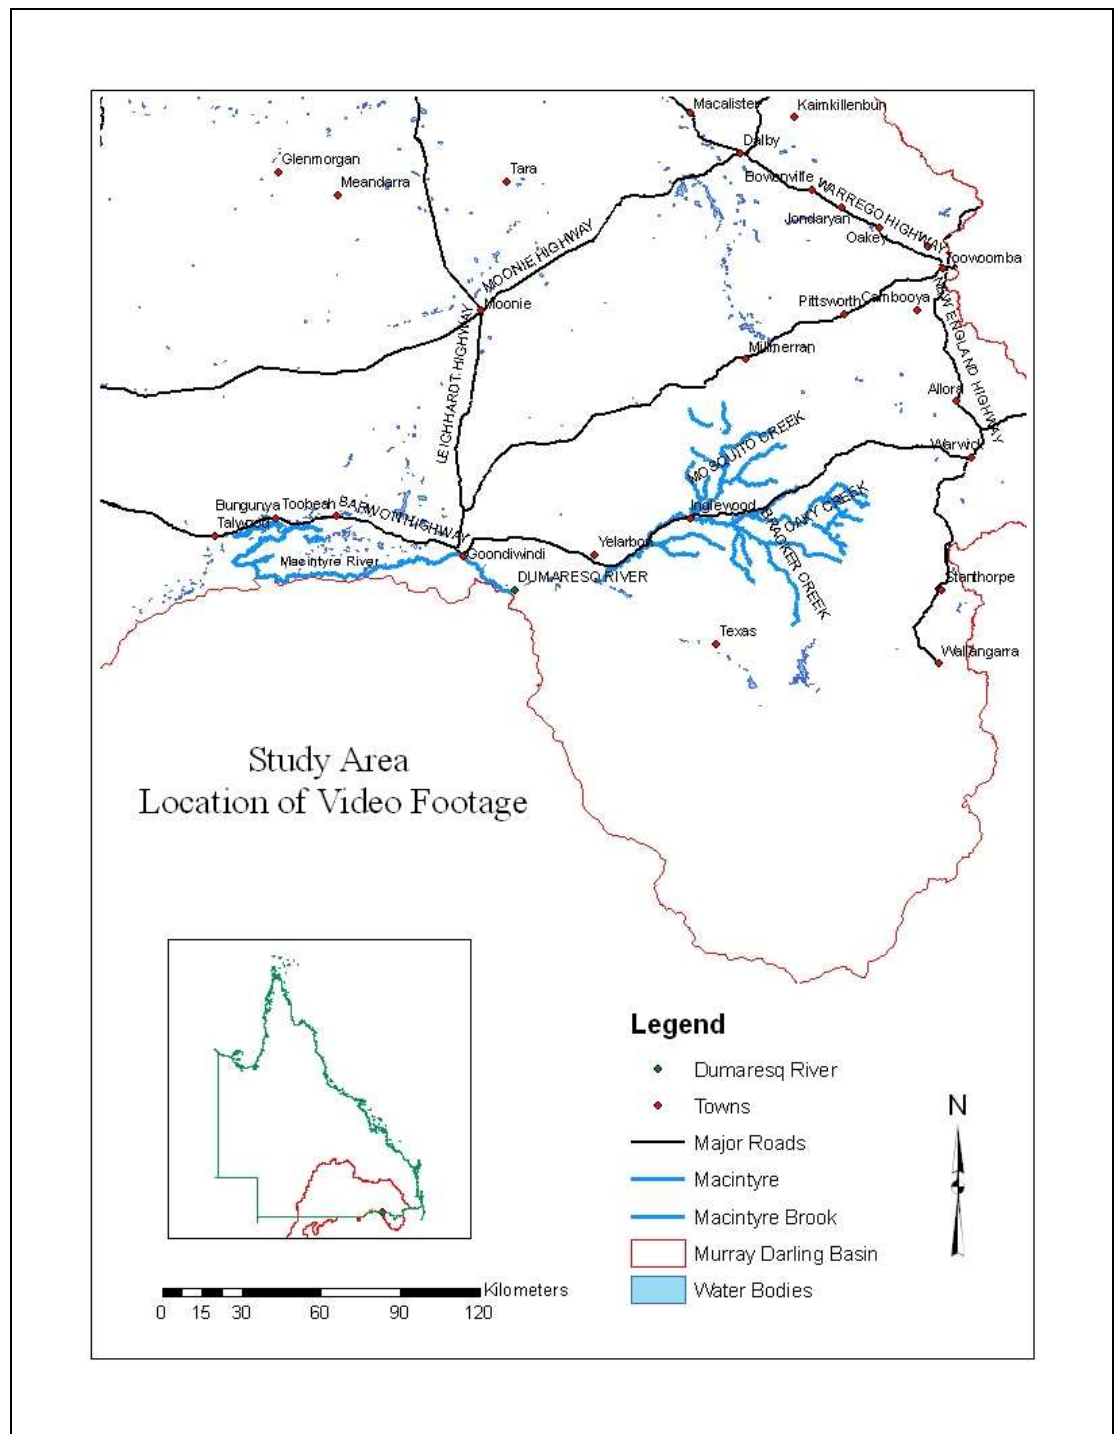 Macalister
Kaimkillenbun
Dalby
Glenmorgan
Tara
Meandarra
Bowenville
WARREGO HIGHWAY
Jondaryan
Oakey
Toowoomba
MOONIE HIGHWAY
Moonie
Pittsworth
Cambooya
NEW ENGLAND HIGHWAY
LEICHHARDT HIGHWAY
Millmerran
Allora
MOSQUITO CREEK
Warwick
Bungunya
Toobeah
BARWON HIGHWAY
Talwood
Inglewood
OAKY CREEK
BRACKER CREEK
Macintyre River
Goondiwindi
Yelarbon
DUMARESQ RIVER
Stanthorpe
Texas
Wallangarra
Study Area
Location of Video Footage
Legend
Dumaresq River
Towns
Major Roads
Macintyre
Macintyre Brook
Murray Darling Basin
Water Bodies
N
Kilometers
0 15 30 60 90 120